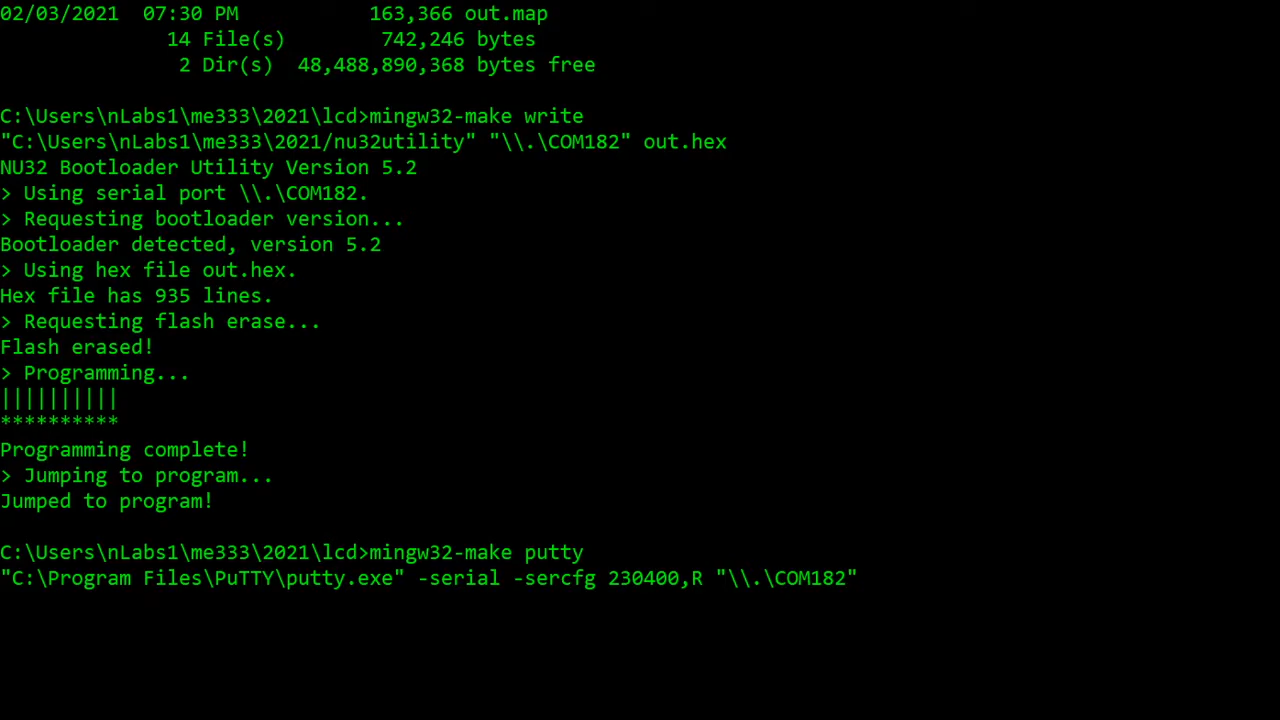 02/03/2021  07:30 PM           163,366 out.map
              14 File(s)        742,246 bytes
               2 Dir(s)  48,488,890,368 bytes free
C:\Users\nLabs1\me333\2021\lcd>mingw32-make write
"C:\Users\nLabs1\me333\2021/nu32utility" "\\.\COM182" out.hex
NU32 Bootloader Utility Version 5.2
> Using serial port \\.\COM182.
> Requesting bootloader version...
Bootloader detected, version 5.2
> Using hex file out.hex.
Hex file has 935 lines.
> Requesting flash erase...
Flash erased!
> Programming...
||||||||||
**********
Programming complete!
> Jumping to program...
Jumped to program!
C:\Users\nLabs1\me333\2021\lcd>mingw32-make putty
"C:\Program Files\PuTTY\putty.exe" -serial -sercfg 230400,R "\\.\COM182"